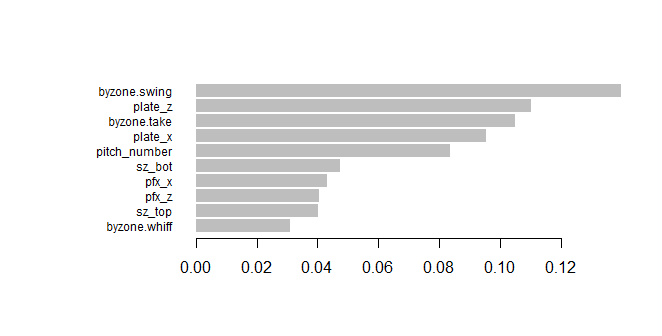 byzone.swing
plate_z
byzone.take
plate_x
pitch_number
sz_bot
pfx_x
pfx_z
sz_top
byzone.whiff
0.00 0.02 0.04 0.06 0.08 0.10 0.12